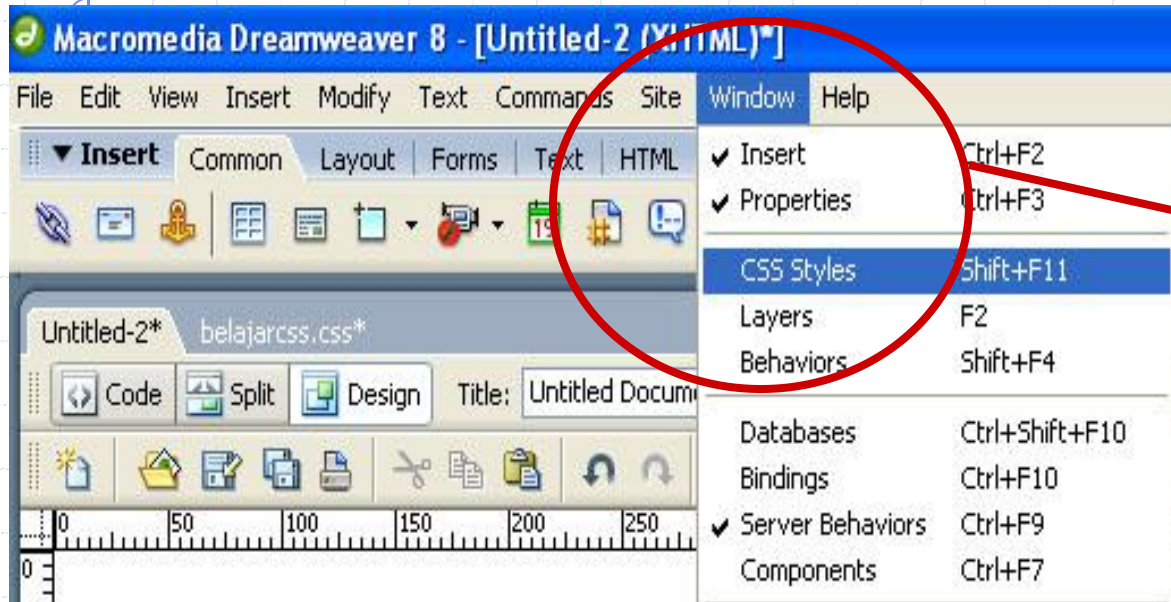 Macromedia Dreamweaver 8 - [Untitled-2 (XHTML)*]
File Edit View Insert Modify Text Commands Site Window Help
Insert Common Layout Forms Text HTML
Insert Ctrl+F2
Properties Ctrl+F3
CSS Styles Shift+F11
Layers F2
Behaviors Shift+F4
Databases Ctrl+Shift+F10
Bindings Ctrl+F10
Server Behaviors Ctrl+F9
Components Ctrl+F7
19
Untitled-2* belajarcss.css*
Code Split Design Title: Untitled Docum
0 50 100 150 200 250
0